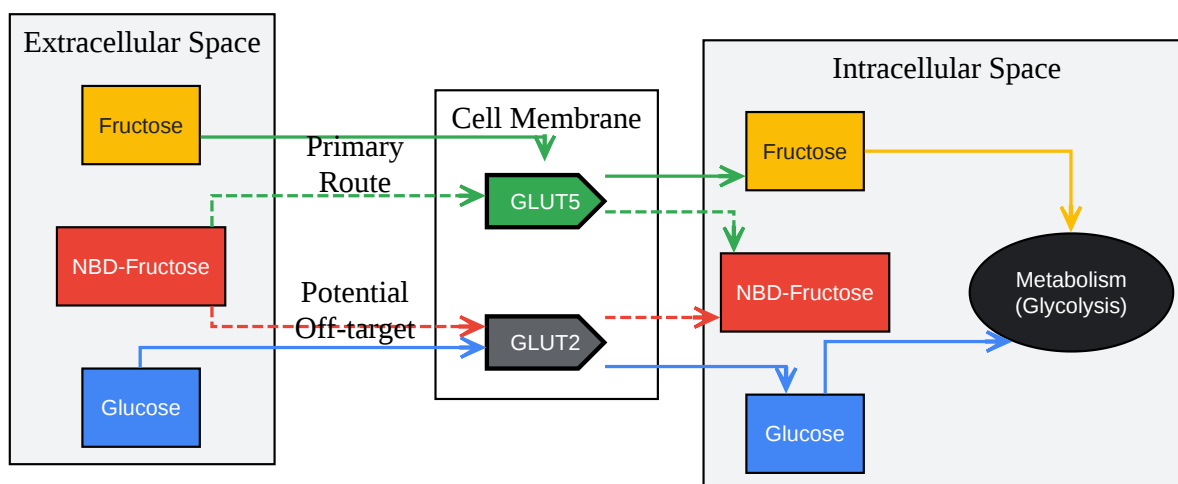 Extracellular Space
Fructose
NBD-Fructose
Glucose
Primary
Route
Potential
Off-target
Cell Membrane
GLUT5
GLUT2
Intracellular Space
Fructose
NBD-Fructose
Glucose
Metabolism
(Glycolysis)